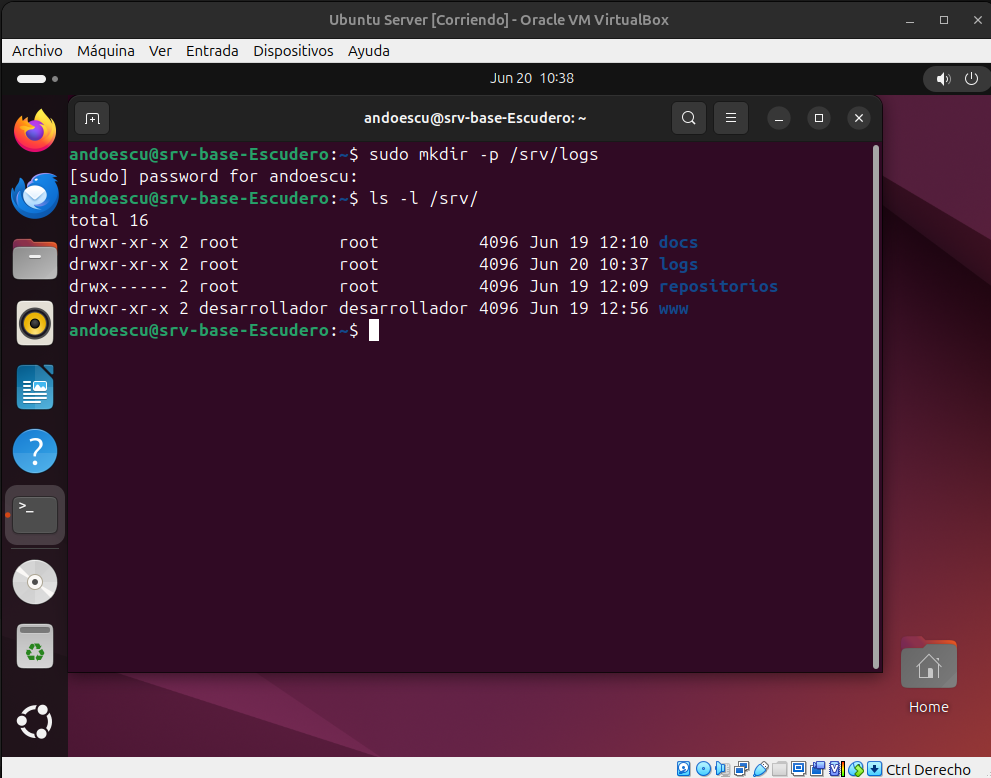 Ubuntu Server [Corriendo] - Oracle VM VirtualBox
Archivo Máquina Ver Entrada Dispositivos Ayuda
Jun 20 10:38
andoescu@srv-base-Escudero: ~
andoescu@srv-base-Escudero:~$ sudo mkdir -p /srv/logs
[sudo] password for andoescu:
andoescu@srv-base-Escudero:~$ ls -l /srv/
total 16
drwxr-xr-x 2 root root 4096 Jun 19 12:10 docs
drwxr-xr-x 2 root root 4096 Jun 20 10:37 logs
drwx------ 2 root root 4096 Jun 19 12:09 repositorios
drwxr-xr-x 2 desarrollador desarrollador 4096 Jun 19 12:56 www
andoescu@srv-base-Escudero:~$
Home
Ctrl Derecho